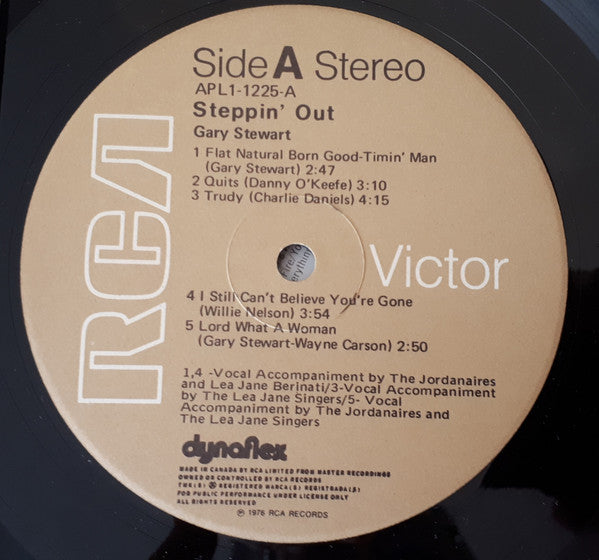 Side A Stereo
APL1-1225-A
Steppin' Out
Gary Stewart
1 Flat Natural Born Good-Timin' Man
(Gary Stewart) 2:47
2 Quits (Danny O'Keefe) 3:10
3 Trudy (Charlie Daniels) 4:15
RCA
Victor
4 I Still Can't Believe You're Gone
(Willie Nelson) 3:54
5 Lord What A Woman
(Gary Stewart-Wayne Carson) 2:50
1,4 -Vocal Accompaniment by The Jordanaires
and Lea Jane Berinati/3-Vocal Accompaniment
by The Lea Jane Singers/5- Vocal
Accompaniment by The Jordanaires and
The Lea Jane Singers
dynaflex
MADE IN CANADA BY RCA LIMITED FROM MASTER RECORDINGS
OWNED OR CONTROLLED BY RCA RECORDS
TMK(S) ® REGISTERED MARCA(S) REGISTRADA(S)
FOR PUBLIC PERFORMANCE UNDER LICENSE ONLY
ALL RIGHTS RESERVED
℗ 1976 RCA RECORDS